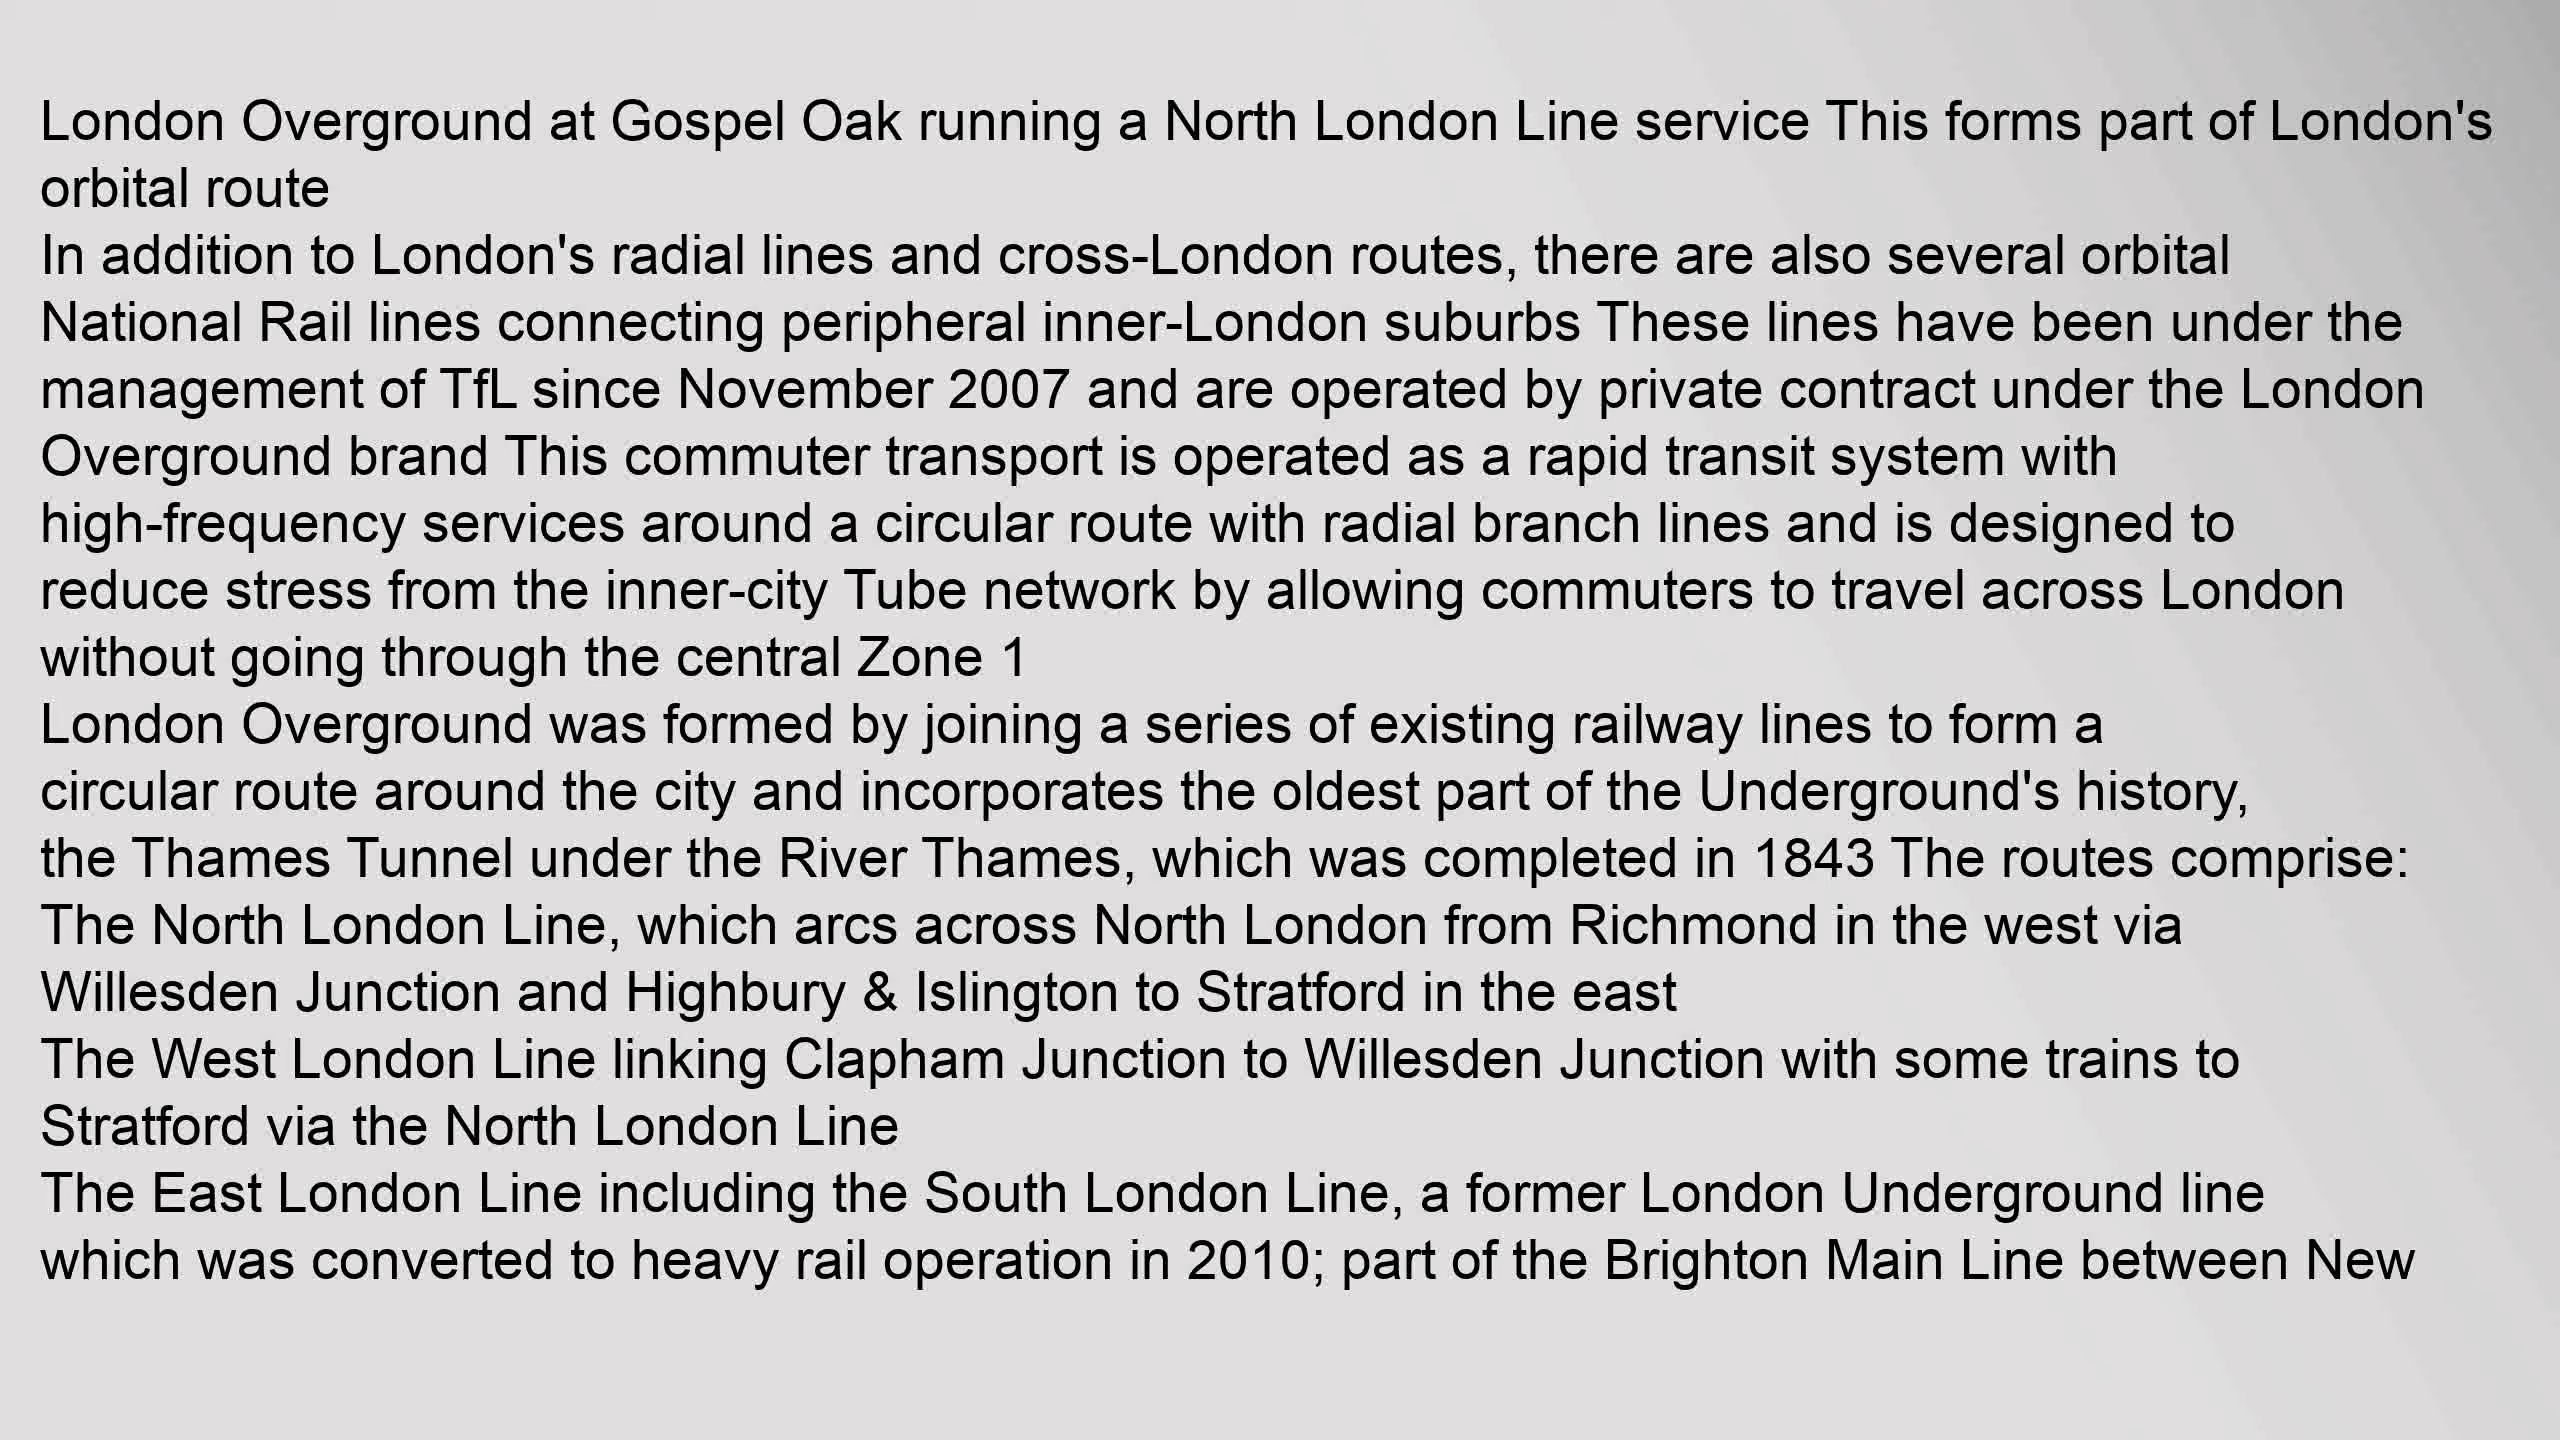 London Overground at Gospel Oak running a North London Line service This forms part of London's
orbital route
In addition to London's radial lines and cross-London routes, there are also several orbital
National Rail lines connecting peripheral inner-London suburbs These lines have been under the
management of TfL since November 2007 and are operated by private contract under the London
Overground brand This commuter transport is operated as a rapid transit system with
high-frequency services around a circular route with radial branch lines and is designed to
reduce stress from the inner-city Tube network by allowing commuters to travel across London
without going through the central Zone 1
London Overground was formed by joining a series of existing railway lines to form a
circular route around the city and incorporates the oldest part of the Underground's history,
the Thames Tunnel under the River Thames, which was completed in 1843 The routes comprise:
The North London Line, which arcs across North London from Richmond in the west via
Willesden Junction and Highbury & Islington to Stratford in the east
The West London Line linking Clapham Junction to Willesden Junction with some trains to
Stratford via the North London Line
The East London Line including the South London Line, a former London Underground line
which was converted to heavy rail operation in 2010; part of the Brighton Main Line between New